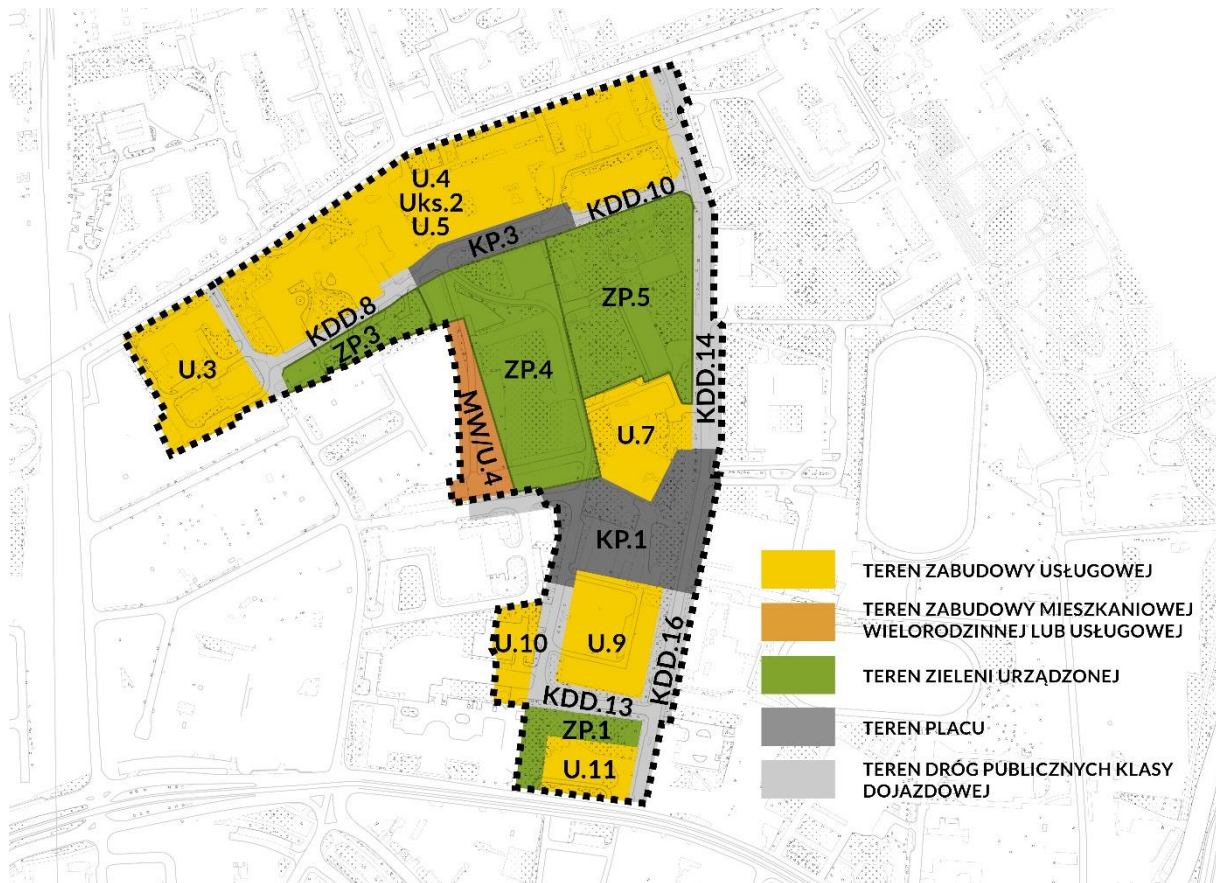 U.4
Uks.2
U.5
KDD.10
KP.3
ZP.5
KDD.8
ZP.3
U.3
ZP.4
KDD.14
MW/U.4
U.7
KP.1
U.10
U.9
KDD.16
KDD.13
ZP.1
U.11
TEREN ZABUDOWY USŁUGOWEJ
TEREN ZABUDOWY MIESZKANIOWEJ
WIELORODZINNEJ LUB USŁUGOWEJ
TEREN ZIELENI URZĄDZONEJ
TEREN PLACU
TEREN DRÓG PUBLICZNYCH KLASY
DOJAZDOWEJ